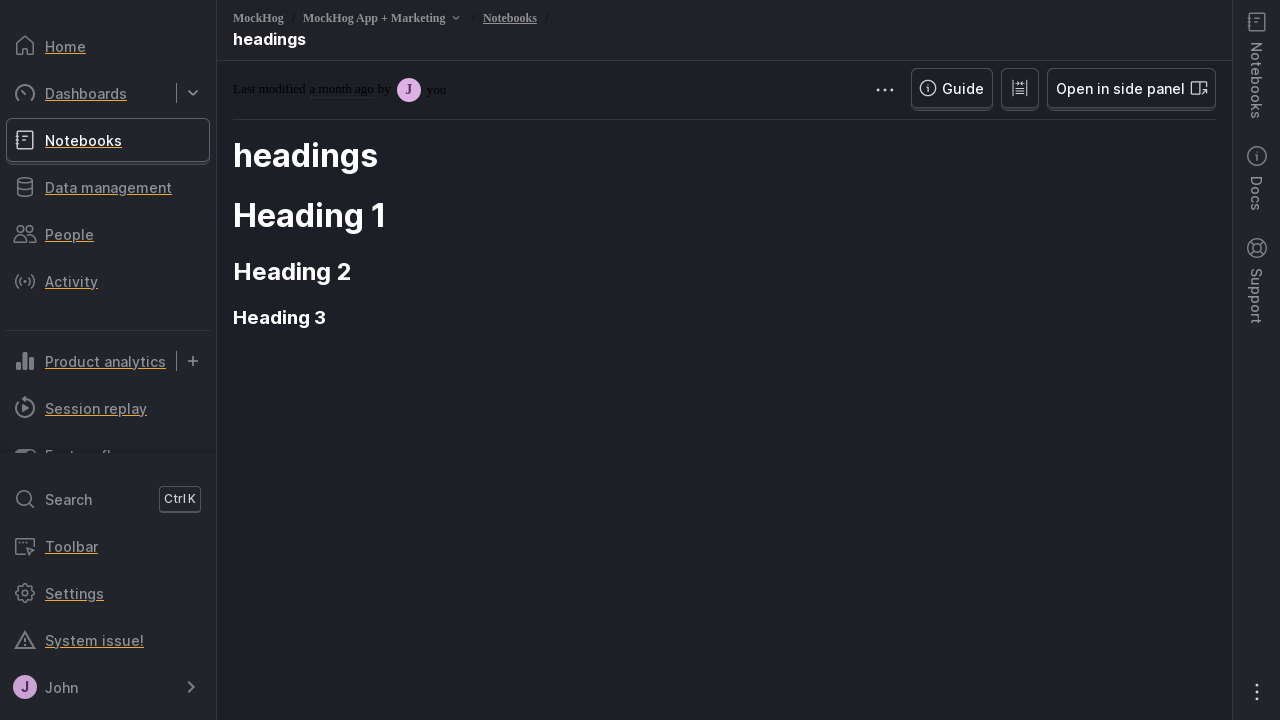 Home
Dashboards
Notebooks
Data management
People
Activity
Product analytics
Session replay
Search Ctrl K
Toolbar
Settings
System issue!
J John
MockHog / MockHog App + Marketing / Notebooks /
headings
Last modified a month ago by J you
Guide
Open in side panel
headings
Heading 1
Heading 2
Heading 3
Notebooks
Docs
Support